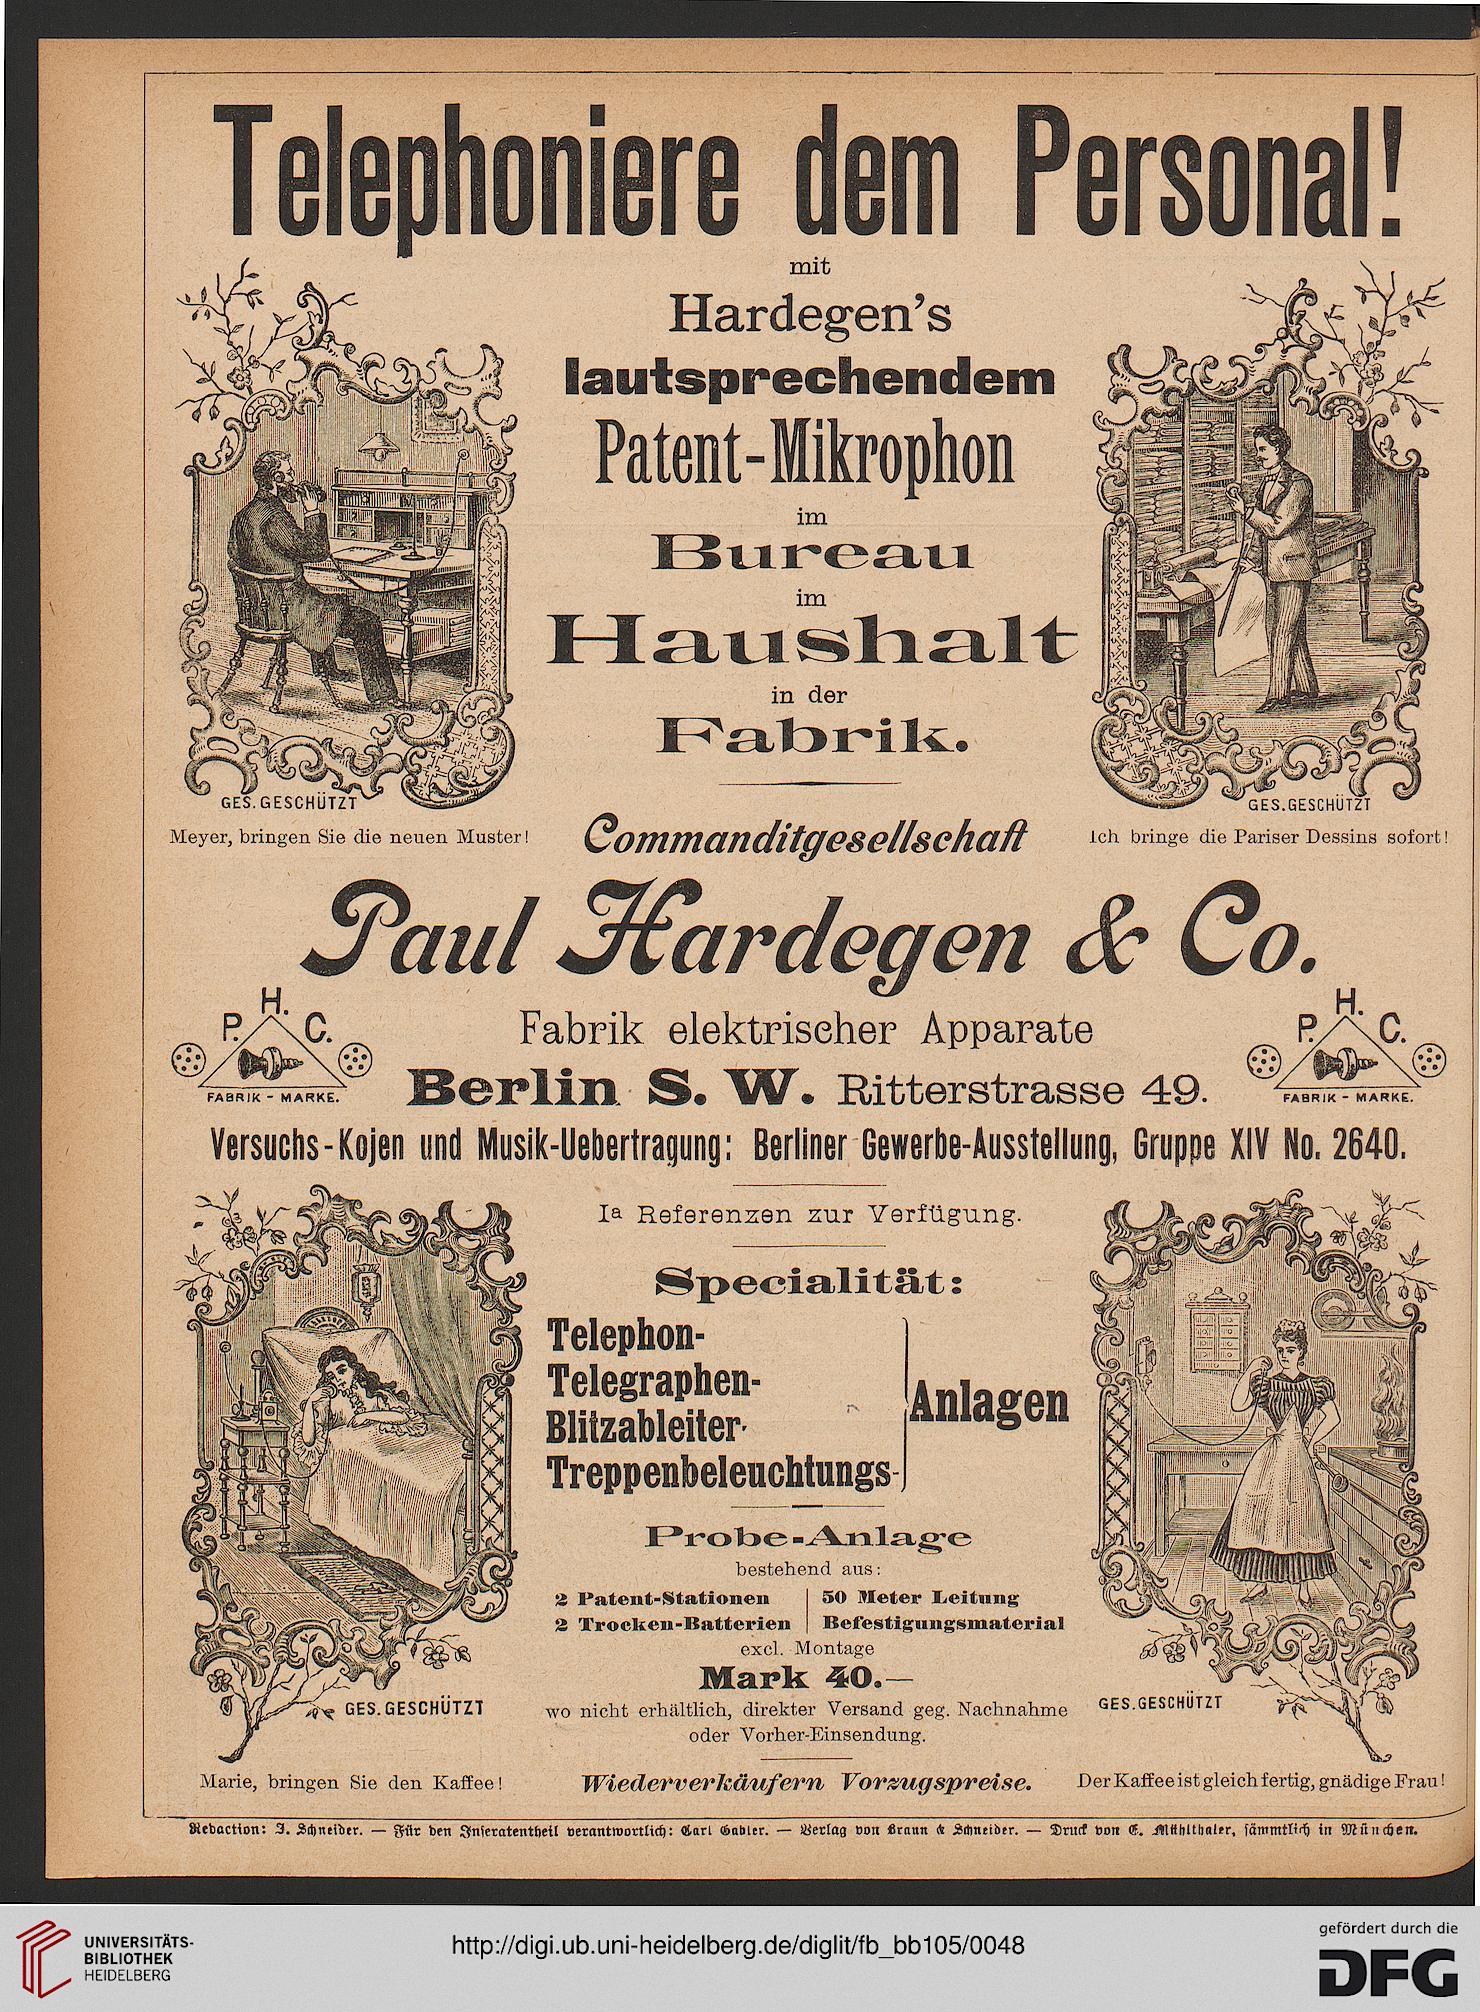 Telephoniere dem Personal!
mit
Hardegen's
lautsprechendem
Patent-Mikrophon
im
Bureau
im
Haushalt
in der
Fabrik.
GES. GESCHÜTZT
Meyer, bringen Sie die neuen Muster!
GES. GESCHÜTZT
Ich bringe die Pariser Dessins sofort!
Commanditgesellschaft
Paul Hardegen & Co.
P. H. C.
FABRIK - MARKE.
Fabrik elektrischer Apparate
Berlin S. W. Ritterstrasse 49.
P. H. C.
FABRIK - MARKE.
Versuchs-Kojen und Musik-Uebertragung: Berliner Gewerbe-Ausstellung, Gruppe XIV No. 2640.
Ia Referenzen zur Verfügung.
Specialität:
Telephon-
Telegraphen-
Blitzableiter-
Treppenbeleuchtungs-
Anlagen
Probe-Anlage
bestehend aus:
2 Patent-Stationen | 50 Meter Leitung
2 Trocken-Batterien | Befestigungsmaterial
excl. Montage
Mark 40.—
wo nicht erhältlich, direkter Versand geg. Nachnahme
oder Vorher-Einsendung.
Wiederverkäufern Vorzugspreise.
GES. GESCHÜTZT
Marie, bringen Sie den Kaffee!
GES. GESCHÜTZT
Der Kaffee ist gleich fertig, gnädige Frau!
Redaction: J. Schneider. — Für den Inseratentheil verantwortlich: Carl Gabler. — Verlag von Braun & Schneider. — Druck von E. Mühlthaler, sämmtlich in München.
UNIVERSITÄTS-
BIBLIOTHEK
HEIDELBERG
http://digi.ub.uni-heidelberg.de/diglit/fb_bb105/0048
gefördert durch die
DFG